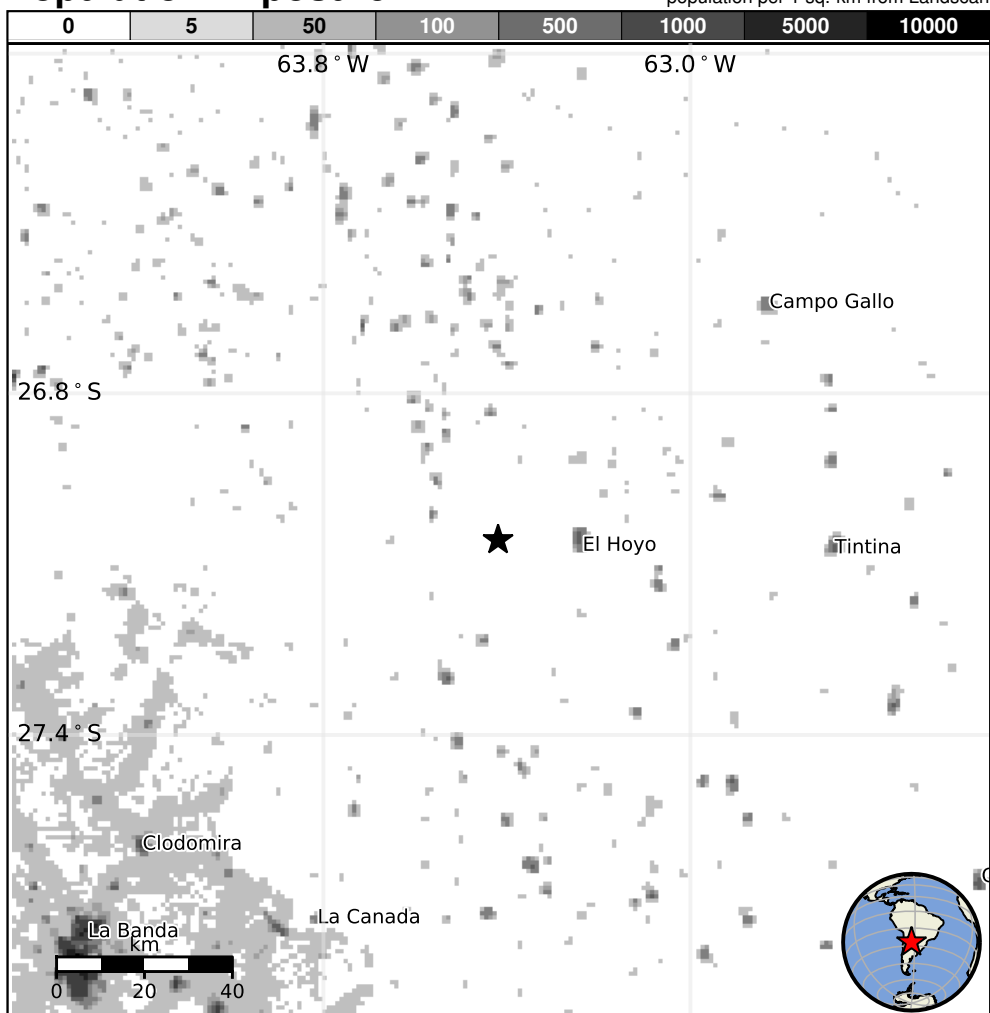 population per 1 sq. km from Landscan
0 5 50 100 500 1000 5000 10000
63.8°W 63.0°W
Campo Gallo
26.8°S
El Hoyo
Tintina
27.4°S
Clodomira
La Canada
La Banda
km
0 20 40